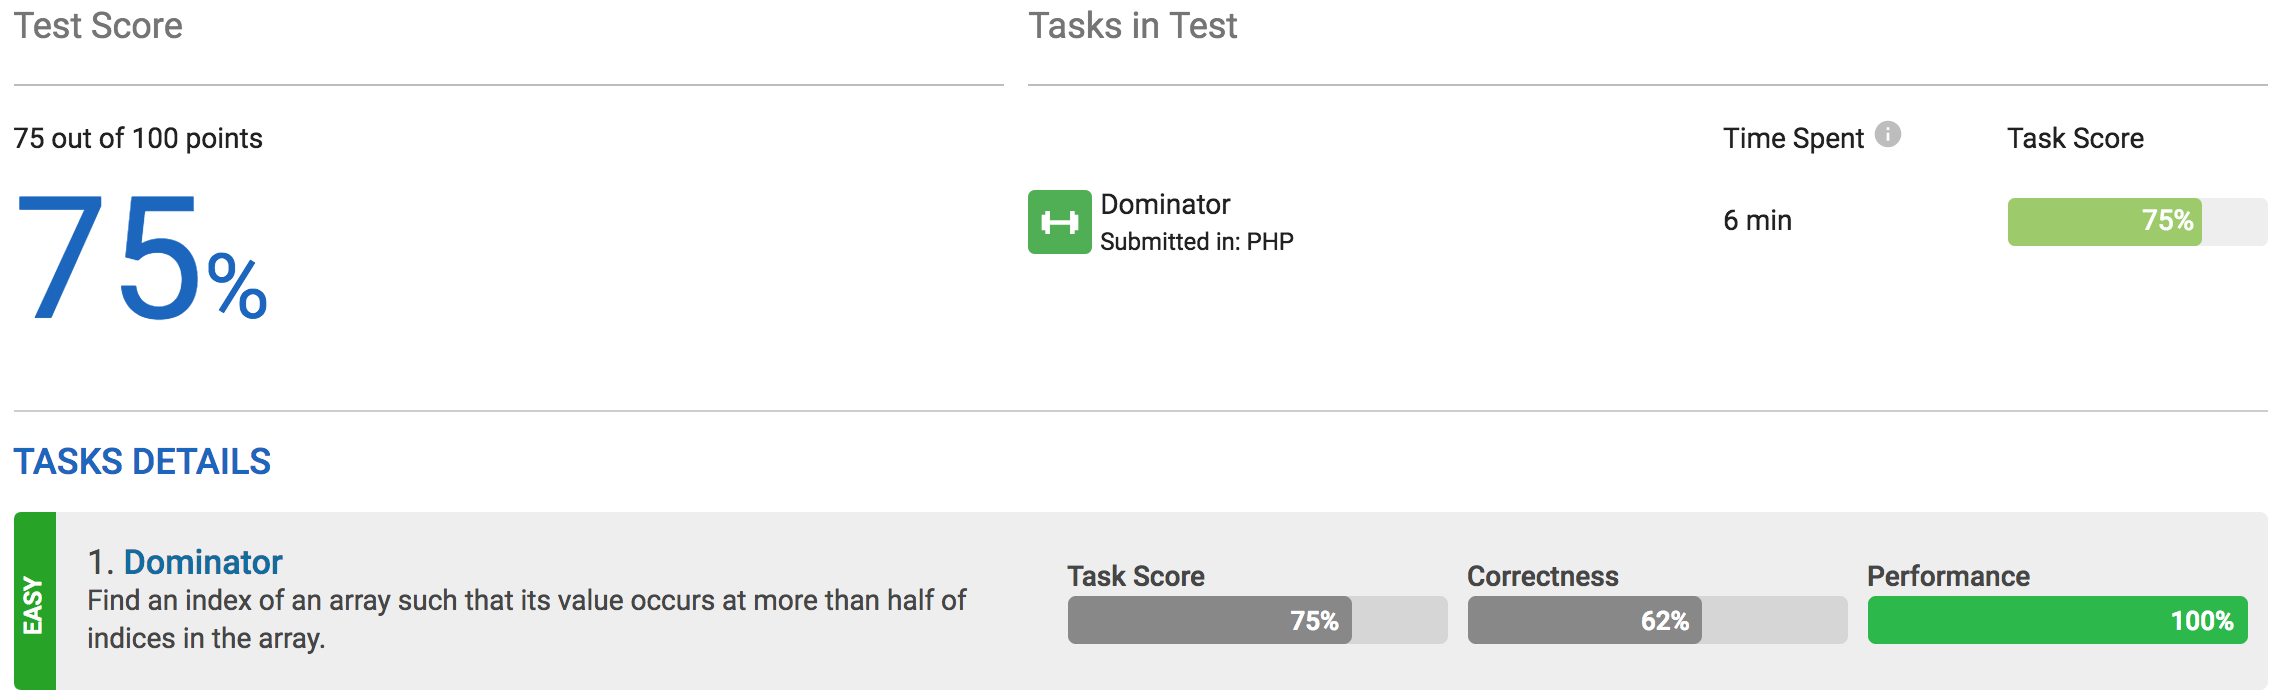 Test Score
75 out of 100 points
75%
Tasks in Test
Time Spent
Task Score
Dominator
Submitted in: PHP
6 min
75%
TASKS DETAILS
EASY
1. Dominator
Find an index of an array such that its value occurs at more than half of
indices in the array.
Task Score
75%
Correctness
62%
Performance
100%